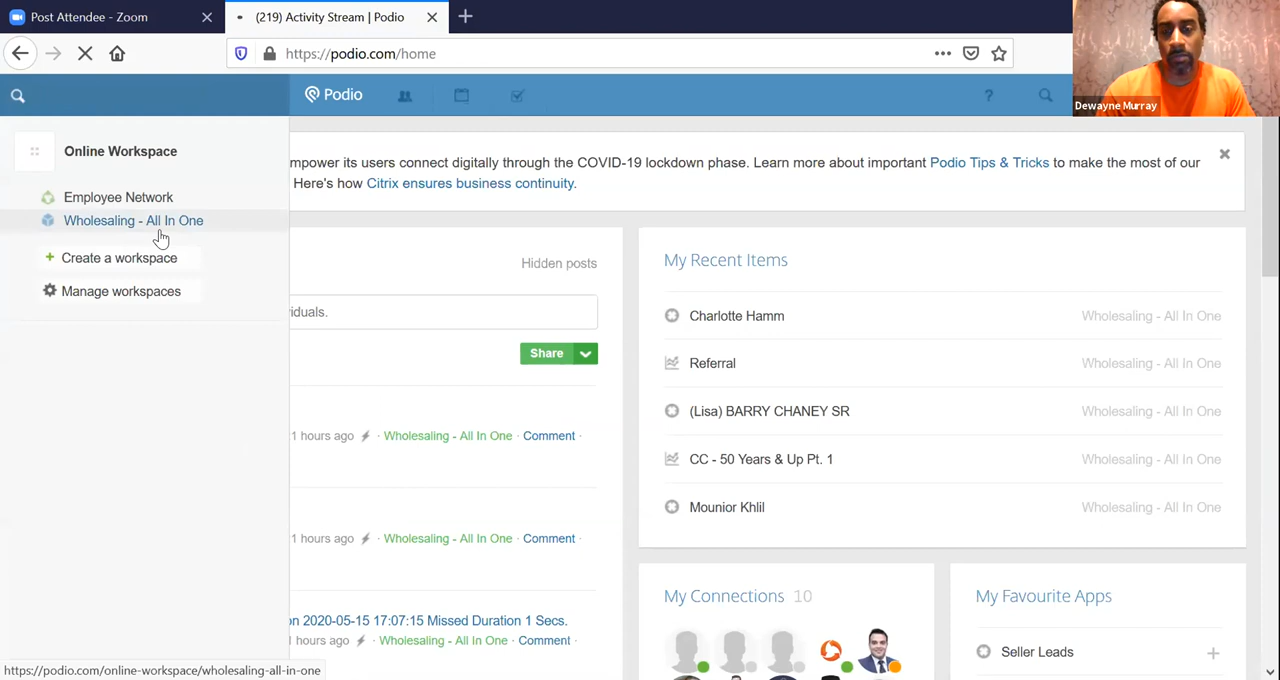 Post Attendee - Zoom
(219) Activity Stream | Podio
https://podio.com/home
Dewayne Murray
Podio
?
Online Workspace
Employee Network
Wholesaling - All In One
+ Create a workspace
Manage workspaces
mpower its users connect digitally through the COVID-19 lockdown phase. Learn more about important Podio Tips & Tricks to make the most of our
Here's how Citrix ensures business continuity.
Hidden posts
viduals.
Share
1 hours ago · Wholesaling - All In One · Comment ·
1 hours ago · Wholesaling - All In One · Comment ·
on 2020-05-15 17:07:15 Missed Duration 1 Secs.
hours ago · Wholesaling - All In One · Comment ·
My Recent Items
Charlotte Hamm Wholesaling - All In One
Referral Wholesaling - All In One
(Lisa) BARRY CHANEY SR Wholesaling - All In One
CC - 50 Years & Up Pt. 1 Wholesaling - All In One
Mounior Khlil Wholesaling - All In One
My Connections 10
My Favourite Apps
Seller Leads
https://podio.com/online-workspace/wholesaling-all-in-one